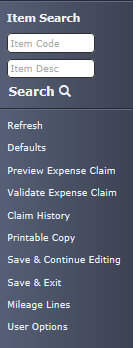 Item Search
Item Code
Item Desc
Search
Refresh
Defaults
Preview Expense Claim
Validate Expense Claim
Claim History
Printable Copy
Save & Continue Editing
Save & Exit
Mileage Lines
User Options